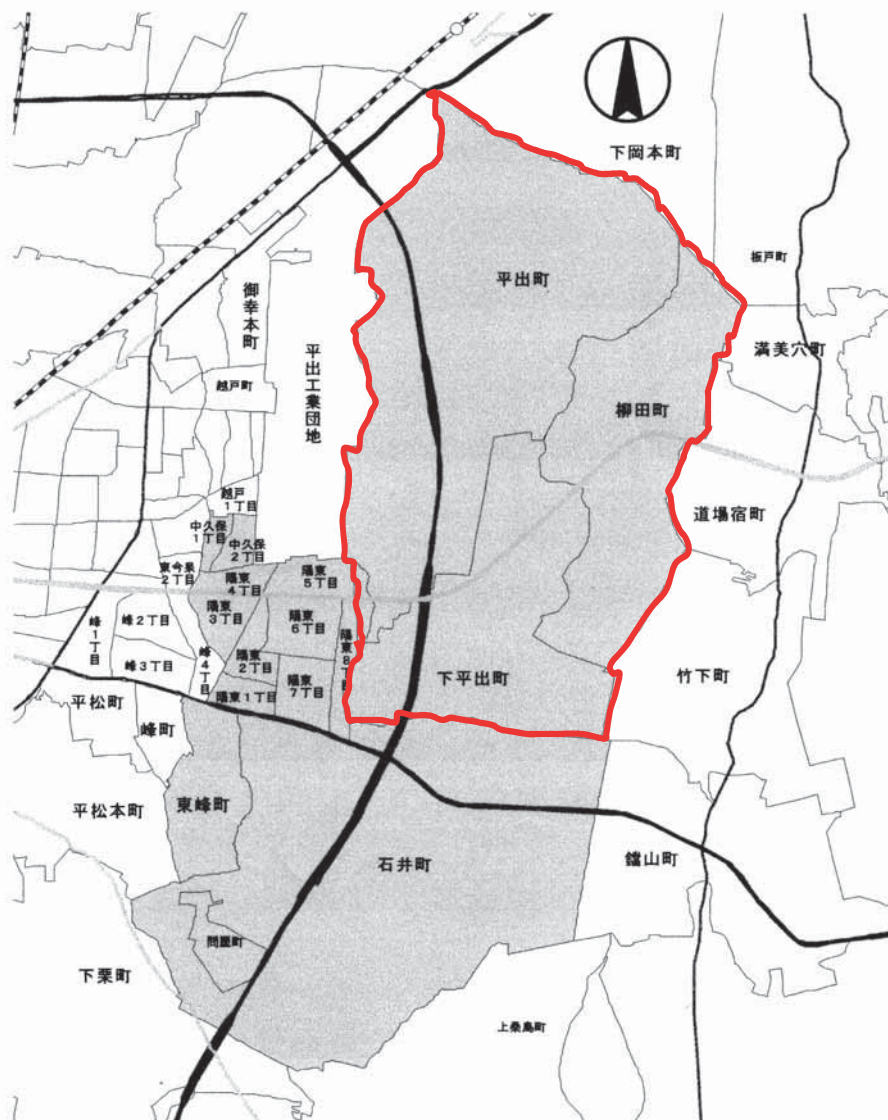 下岡本町
平出町
板戸町
御幸本町
満美穴町
平出工業団地
越戸町
柳田町
越戸
1丁目
道場宿町
中久保
1丁目
中久保
2丁目
東今泉
2丁目
陽東
4丁目
陽東
5丁目
陽東
3丁目
陽東
6丁目
峰1丁目
峰2丁目
峰3丁目
峰4丁目
陽東
2丁目
陽東
7丁目
陽東8丁目
陽東1丁目
下平出町
竹下町
平松町
峰町
平松本町
東峰町
石井町
鐺山町
問屋町
下栗町
上桑島町